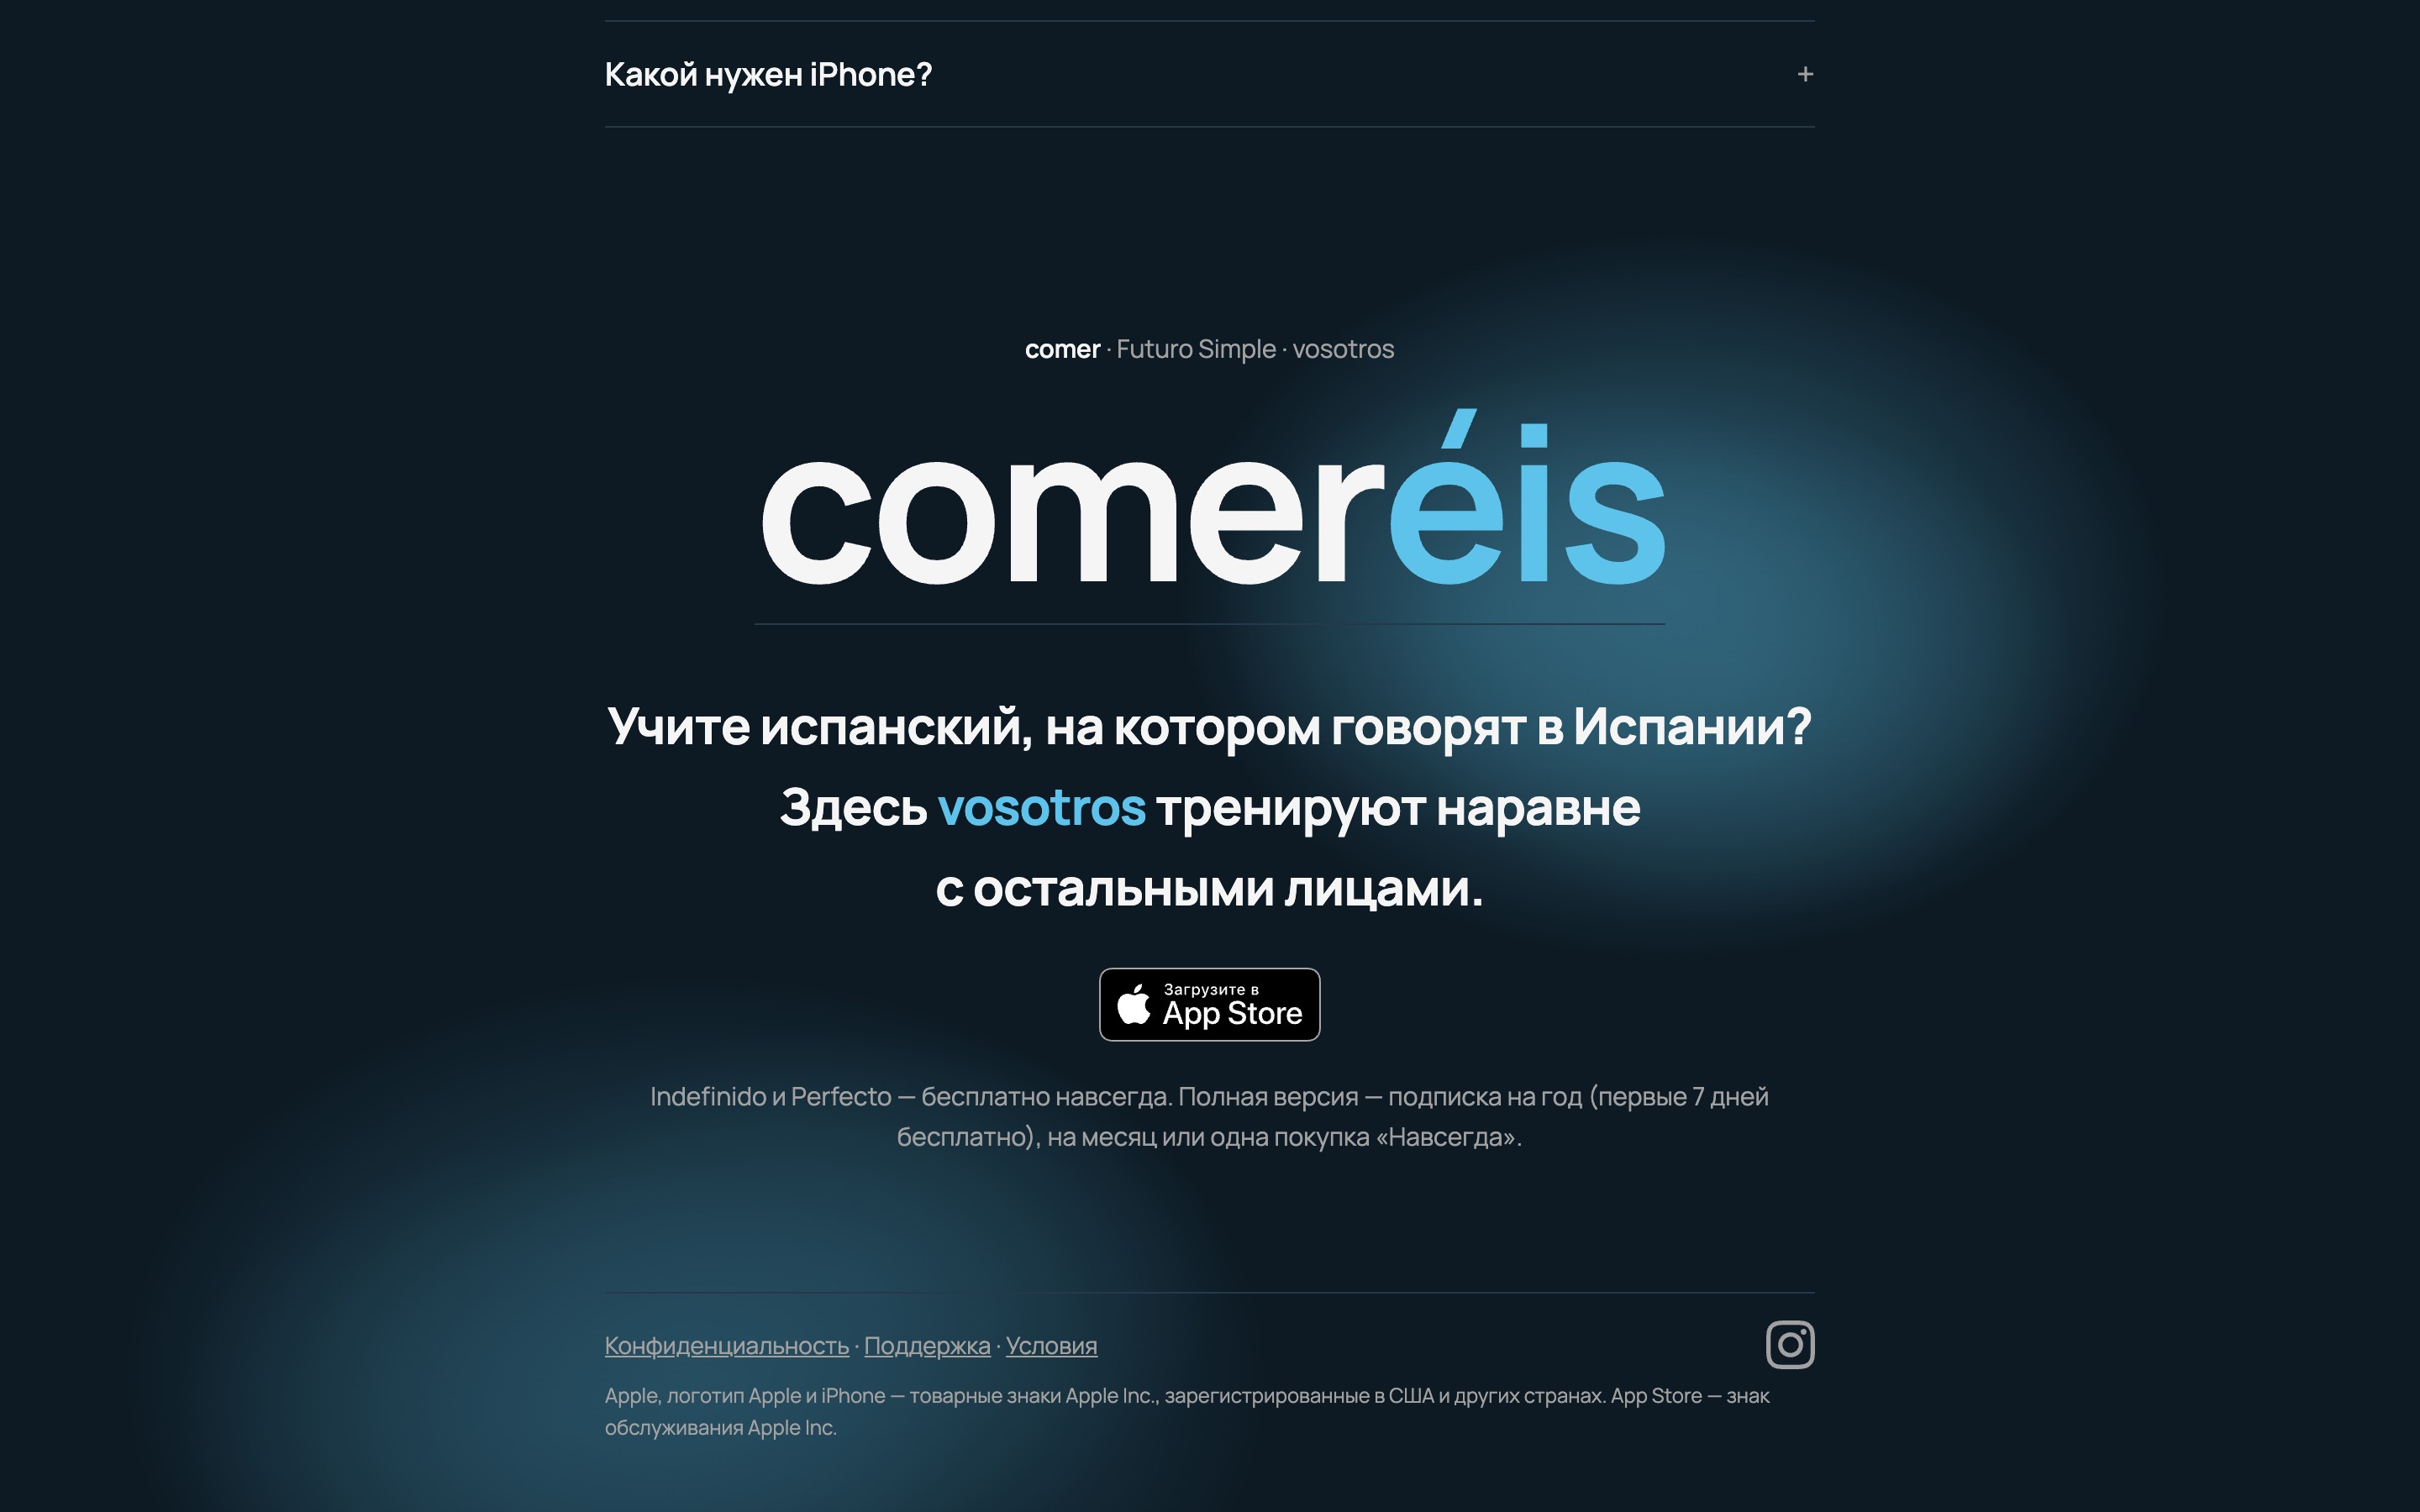 Какой нужен iPhone? +
comer · Futuro Simple · vosotros
comeréis
Учите испанский, на котором говорят в Испании?
Здесь vosotros тренируют наравне
с остальными лицами.
Загрузите в
App Store
Indefinido и Perfecto — бесплатно навсегда. Полная версия — подписка на год (первые 7 дней
бесплатно), на месяц или одна покупка «Навсегда».
Конфиденциальность · Поддержка · Условия
Apple, логотип Apple и iPhone — товарные знаки Apple Inc., зарегистрированные в США и других странах. App Store — знак
обслуживания Apple Inc.